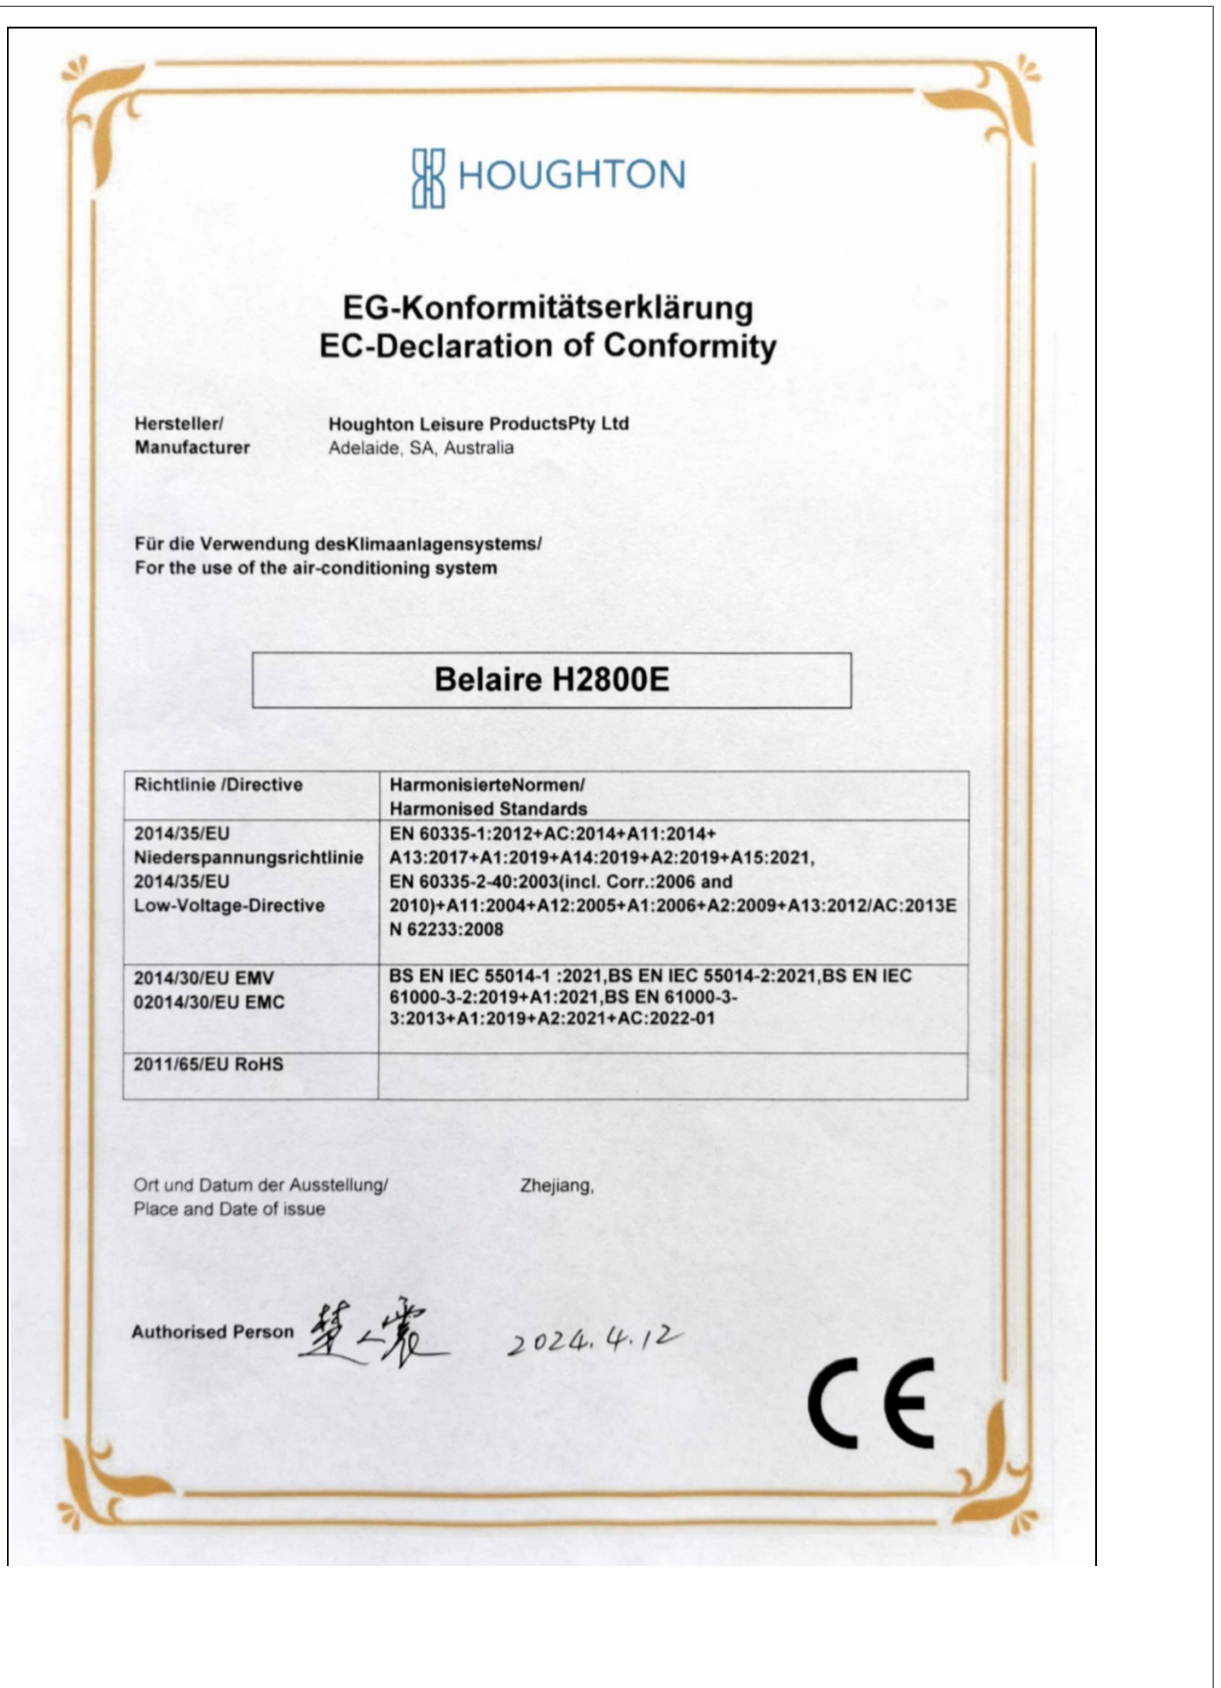 HOUGHTON
EG-Konformitätserklärung
EC-Declaration of Conformity
Hersteller/
Manufacturer
Houghton Leisure ProductsPty Ltd
Adelaide, SA, Australia
Für die Verwendung desKlimaanlagensystems/
For the use of the air-conditioning system
Belaire H2800E
Richtlinie /Directive
HarmonisierteNormen/
Harmonised Standards
2014/35/EU
Niederspannungsrichtlinie
2014/35/EU
Low-Voltage-Directive
EN 60335-1:2012+AC:2014+A11:2014+
A13:2017+A1:2019+A14:2019+A2:2019+A15:2021,
EN 60335-2-40:2003(incl. Corr.:2006 and
2010)+A11:2004+A12:2005+A1:2006+A2:2009+A13:2012/AC:2013E
N 62233:2008
2014/30/EU EMV
02014/30/EU EMC
BS EN IEC 55014-1 :2021,BS EN IEC 55014-2:2021,BS EN IEC
61000-3-2:2019+A1:2021,BS EN 61000-3-
3:2013+A1:2019+A2:2021+AC:2022-01
2011/65/EU RoHS
Ort und Datum der Ausstellung/
Place and Date of issue
Zhejiang,
Authorised Person
2024.4.12
CE